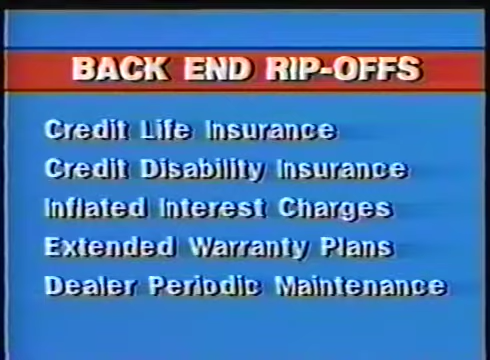 BACK END RIP-OFFS
Credit Life Insurance
Credit Disability Insurance
Inflated Interest Charges
Extended Warranty Plans
Dealer Periodic Maintenance